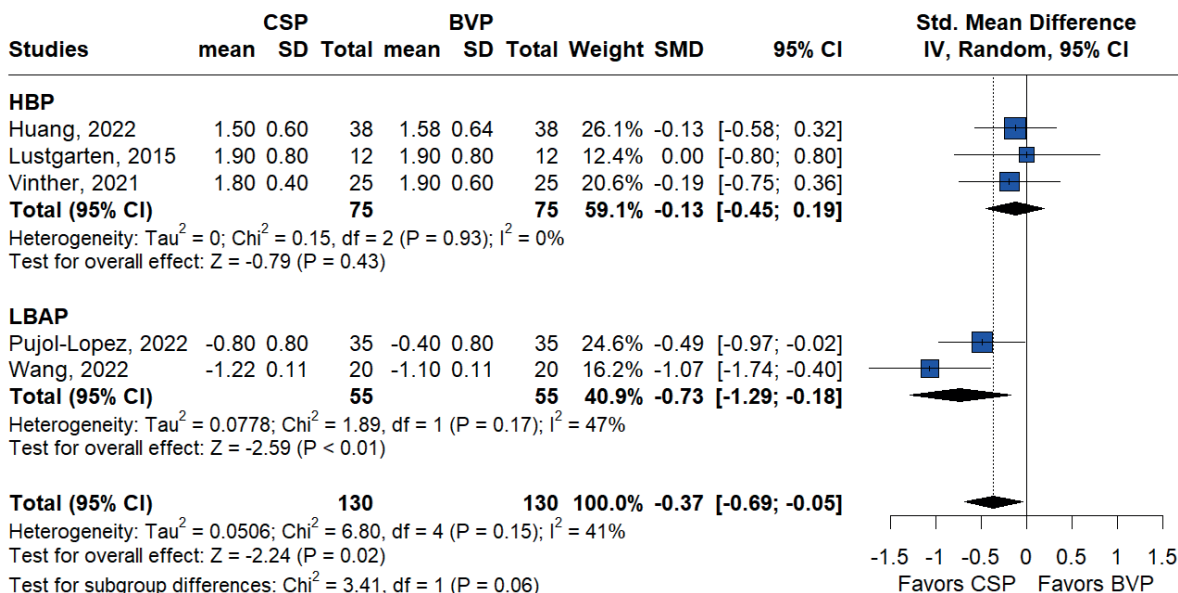 CSP BVP Std. Mean Difference
Studies mean SD Total mean SD Total Weight SMD 95% CI IV, Random, 95% CI
HBP
Huang, 2022 1.50 0.60 38 1.58 0.64 38 26.1% -0.13 [-0.58; 0.32]
Lustgarten, 2015 1.90 0.80 12 1.90 0.80 12 12.4% 0.00 [-0.80; 0.80]
Vinther, 2021 1.80 0.40 25 1.90 0.60 25 20.6% -0.19 [-0.75; 0.36]
Total (95% CI) 75 75 59.1% -0.13 [-0.45; 0.19]
Heterogeneity: Tau² = 0; Chi² = 0.15, df = 2 (P = 0.93); I² = 0%
Test for overall effect: Z = -0.79 (P = 0.43)
LBAP
Pujol-Lopez, 2022 -0.80 0.80 35 -0.40 0.80 35 24.6% -0.49 [-0.97; -0.02]
Wang, 2022 -1.22 0.11 20 -1.10 0.11 20 16.2% -1.07 [-1.74; -0.40]
Total (95% CI) 55 55 40.9% -0.73 [-1.29; -0.18]
Heterogeneity: Tau² = 0.0778; Chi² = 1.89, df = 1 (P = 0.17); I² = 47%
Test for overall effect: Z = -2.59 (P < 0.01)
Total (95% CI) 130 130 100.0% -0.37 [-0.69; -0.05]
Heterogeneity: Tau² = 0.0506; Chi² = 6.80, df = 4 (P = 0.15); I² = 41%
Test for overall effect: Z = -2.24 (P = 0.02)
Test for subgroup differences: Chi² = 3.41, df = 1 (P = 0.06)
-1.5 -1 -0.5 0 0.5 1 1.5
Favors CSP Favors BVP